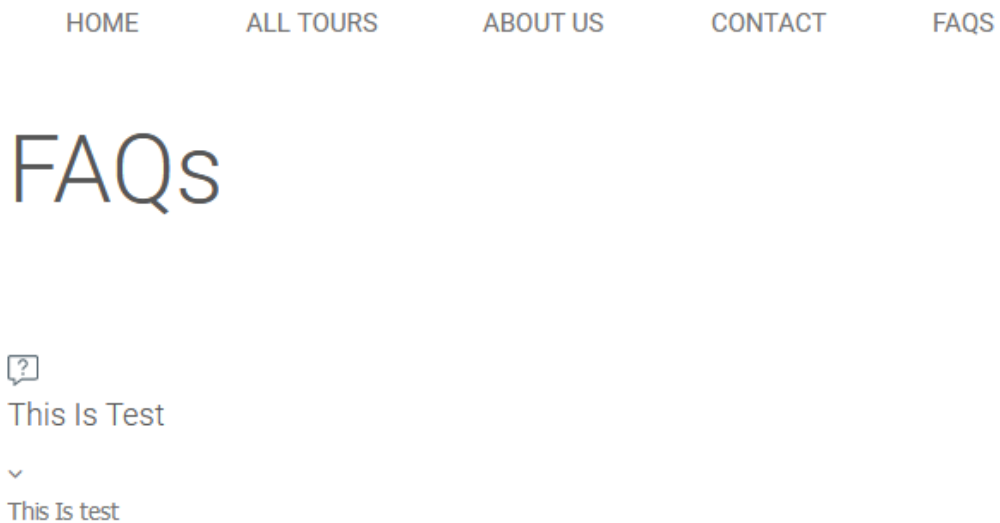 HOME ALL TOURS ABOUT US CONTACT FAQS
FAQs
?
This Is Test
This Is test